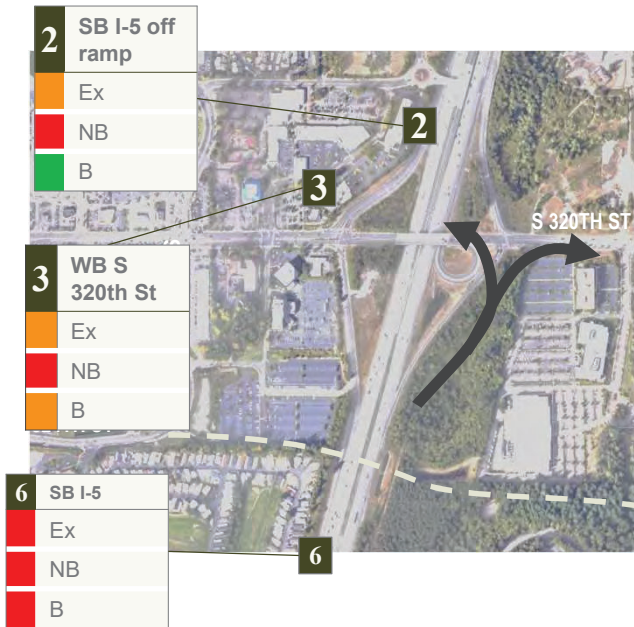 2
SB I-5 off
ramp
Ex
NB
B
2
3
S 320TH ST
3
WB S
320th St
Ex
NB
B
6
SB I-5
Ex
NB
B
6